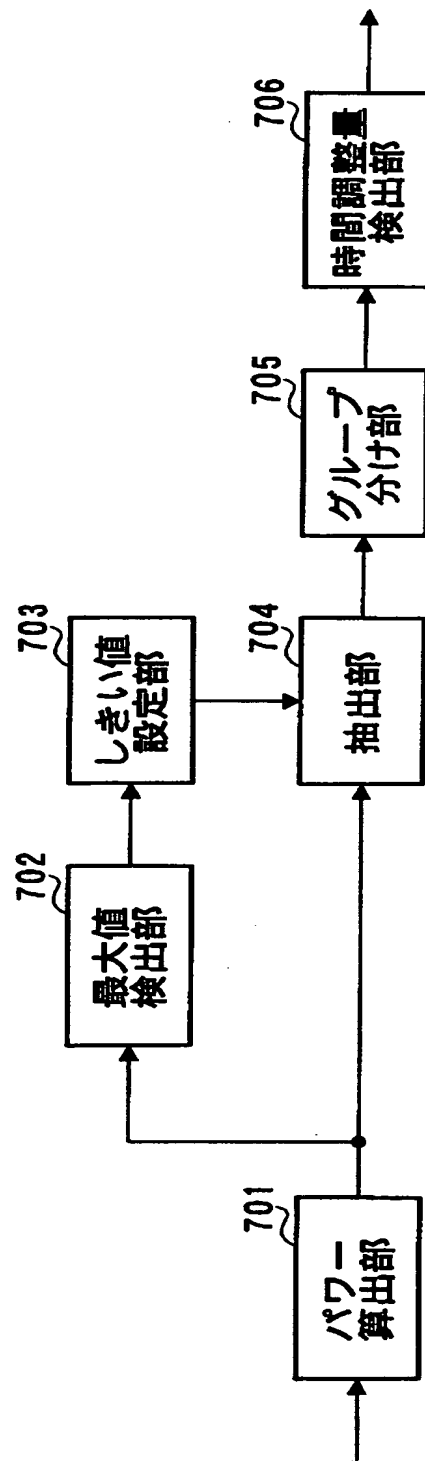 701
パワー
算出部
702
最大値
検出部
703
しきい値
設定部
704
抽出部
705
グループ
分け部
706
時間調整量
検出部